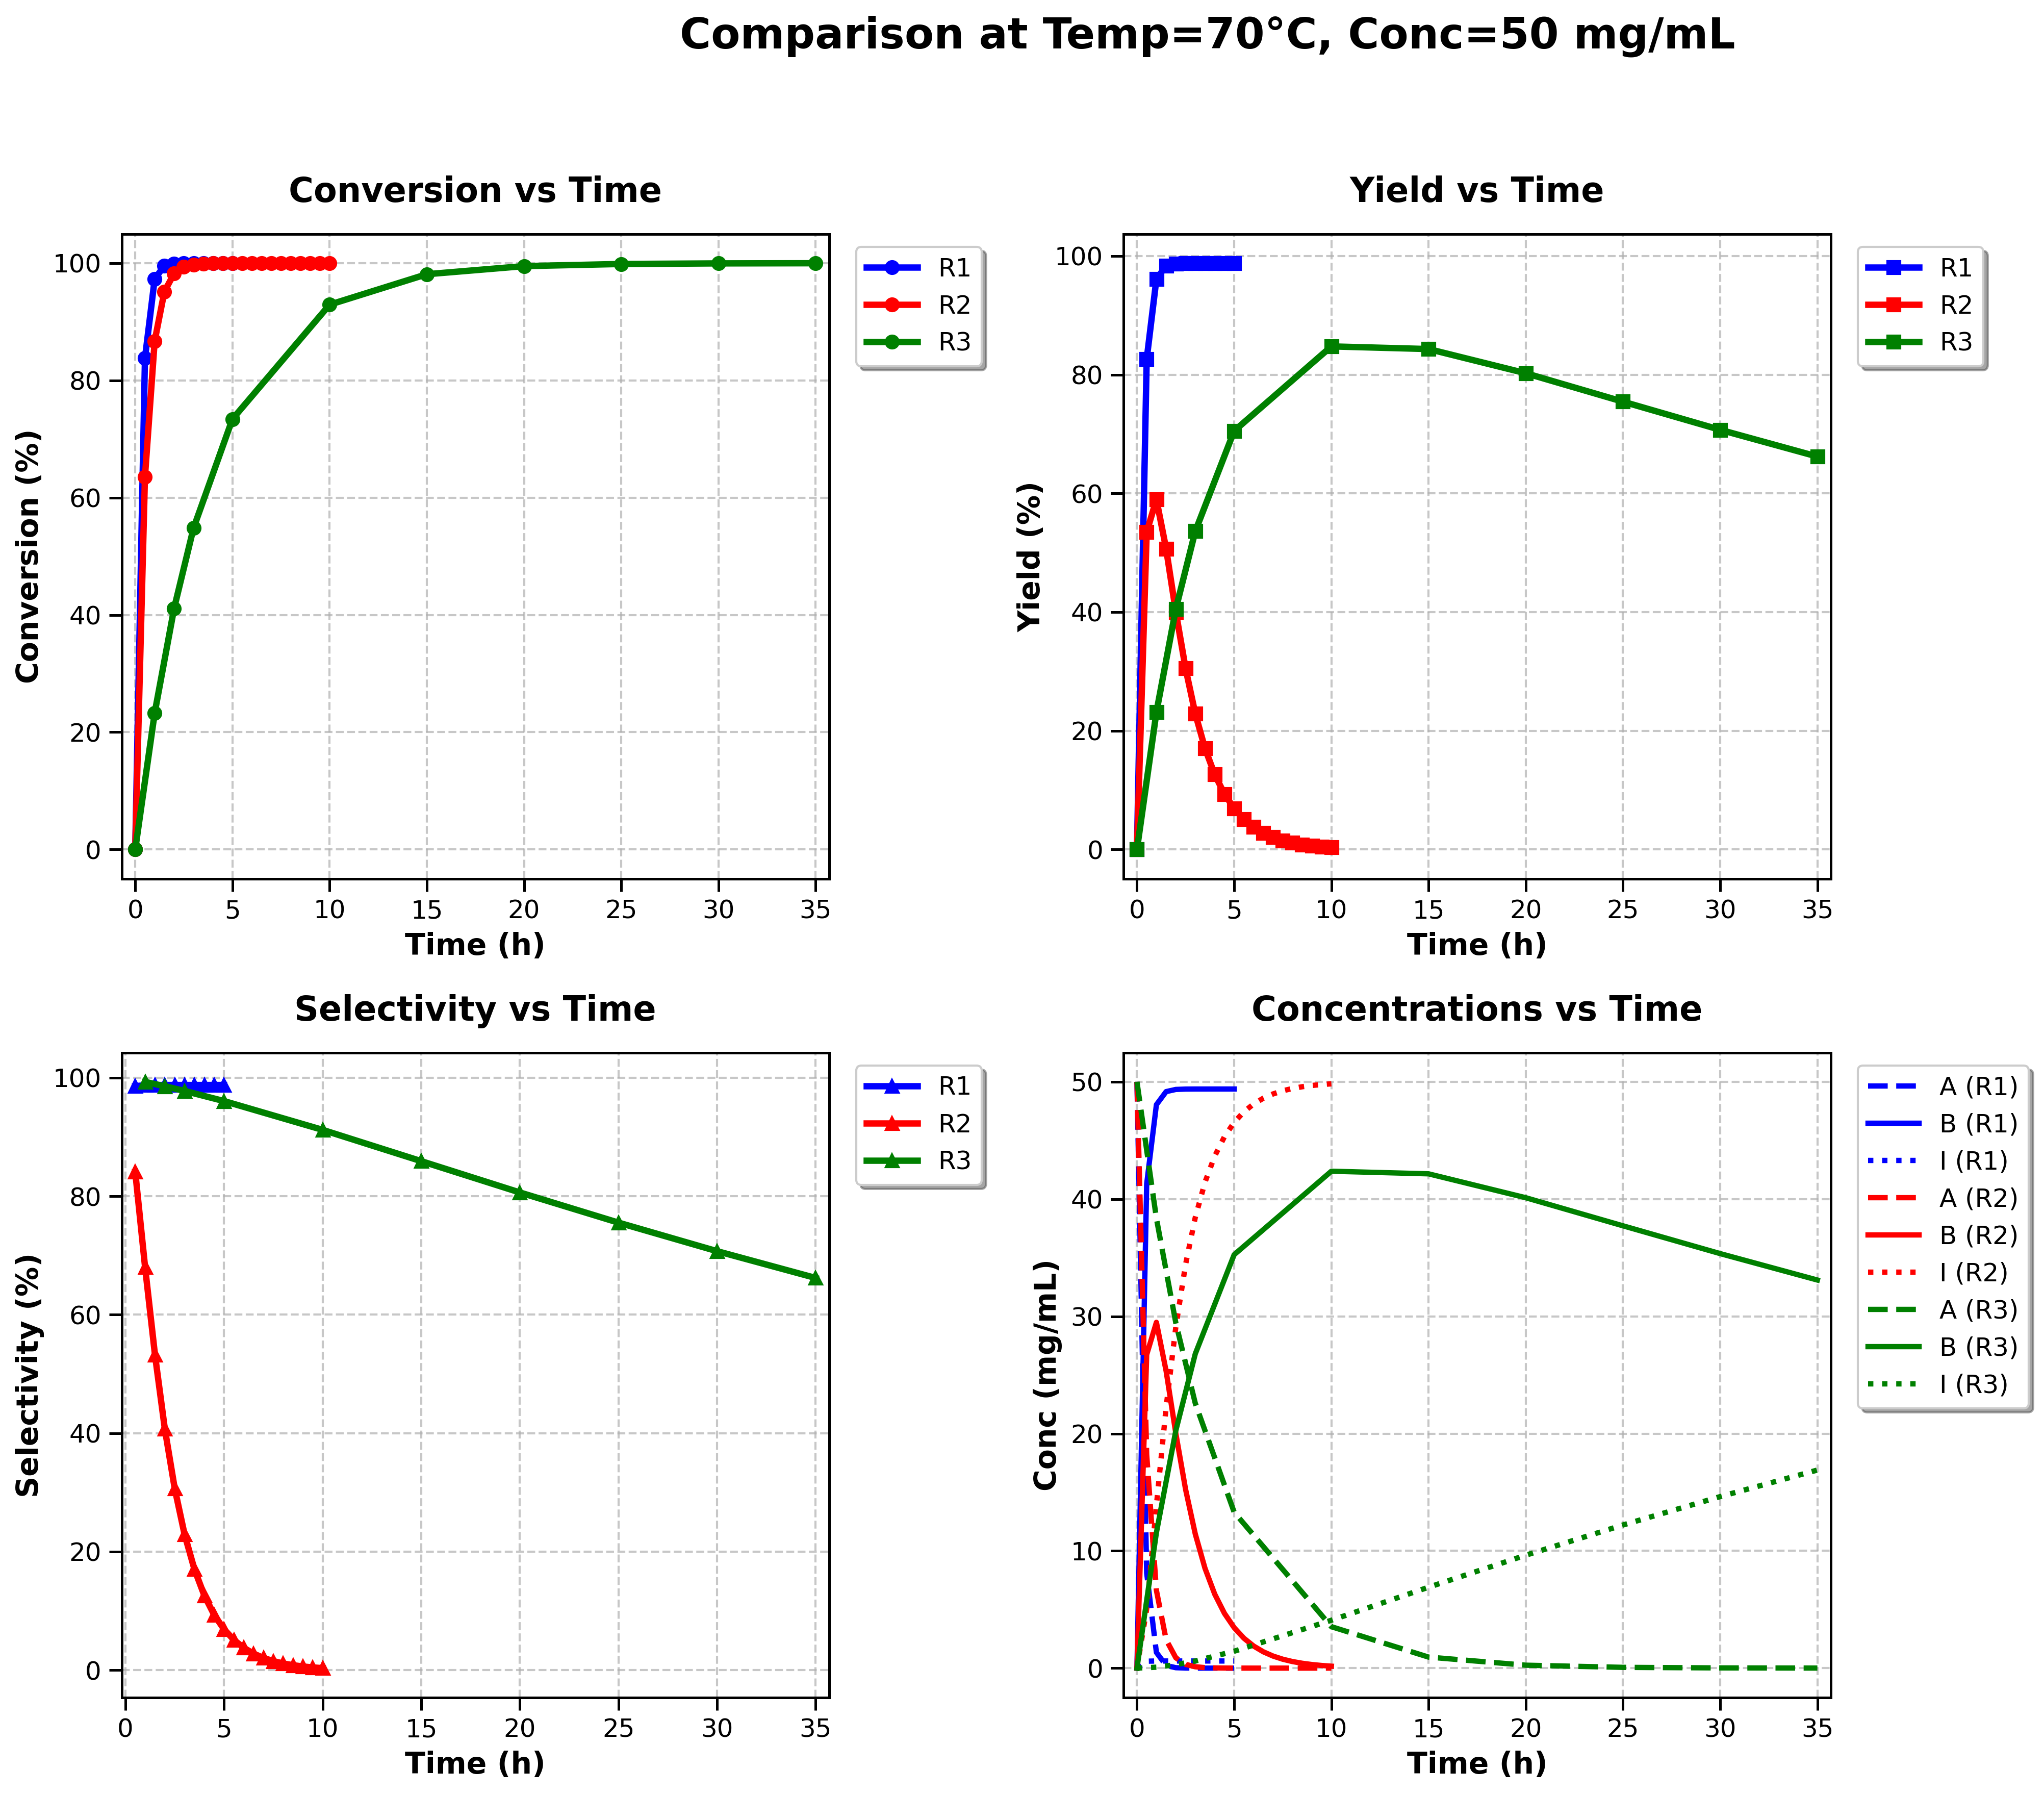 Comparison at Temp=70°C, Conc=50 mg/mL
Conversion vs Time
100
80
60
40
20
0
Conversion (%)
0 5 10 15 20 25 30 35
Time (h)
R1
R2
R3
Yield vs Time
100
80
60
40
20
0
Yield (%)
0 5 10 15 20 25 30 35
Time (h)
R1
R2
R3
Selectivity vs Time
100
80
60
40
20
0
Selectivity (%)
0 5 10 15 20 25 30 35
Time (h)
R1
R2
R3
Concentrations vs Time
50
40
30
20
10
0
Conc (mg/mL)
0 5 10 15 20 25 30 35
Time (h)
A (R1)
B (R1)
I (R1)
A (R2)
B (R2)
I (R2)
A (R3)
B (R3)
I (R3)